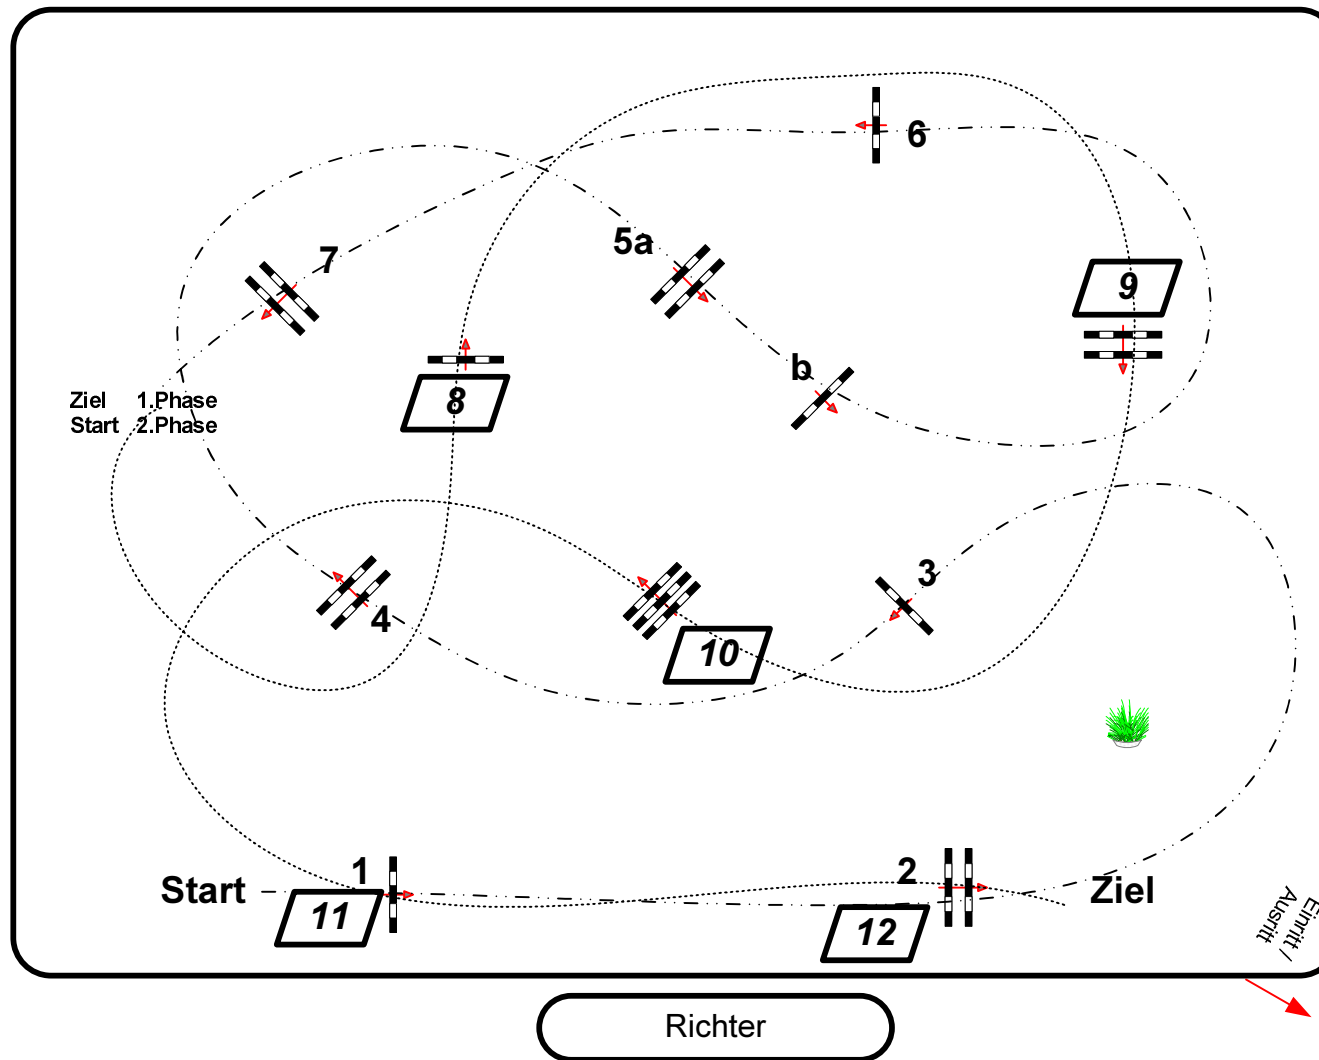 6
5a
7
9
b
Ziel 1.Phase
Start 2.Phase
8
3
4
10
1
2
Start
Ziel
11
12
Einritt /
Ausritt
Richter